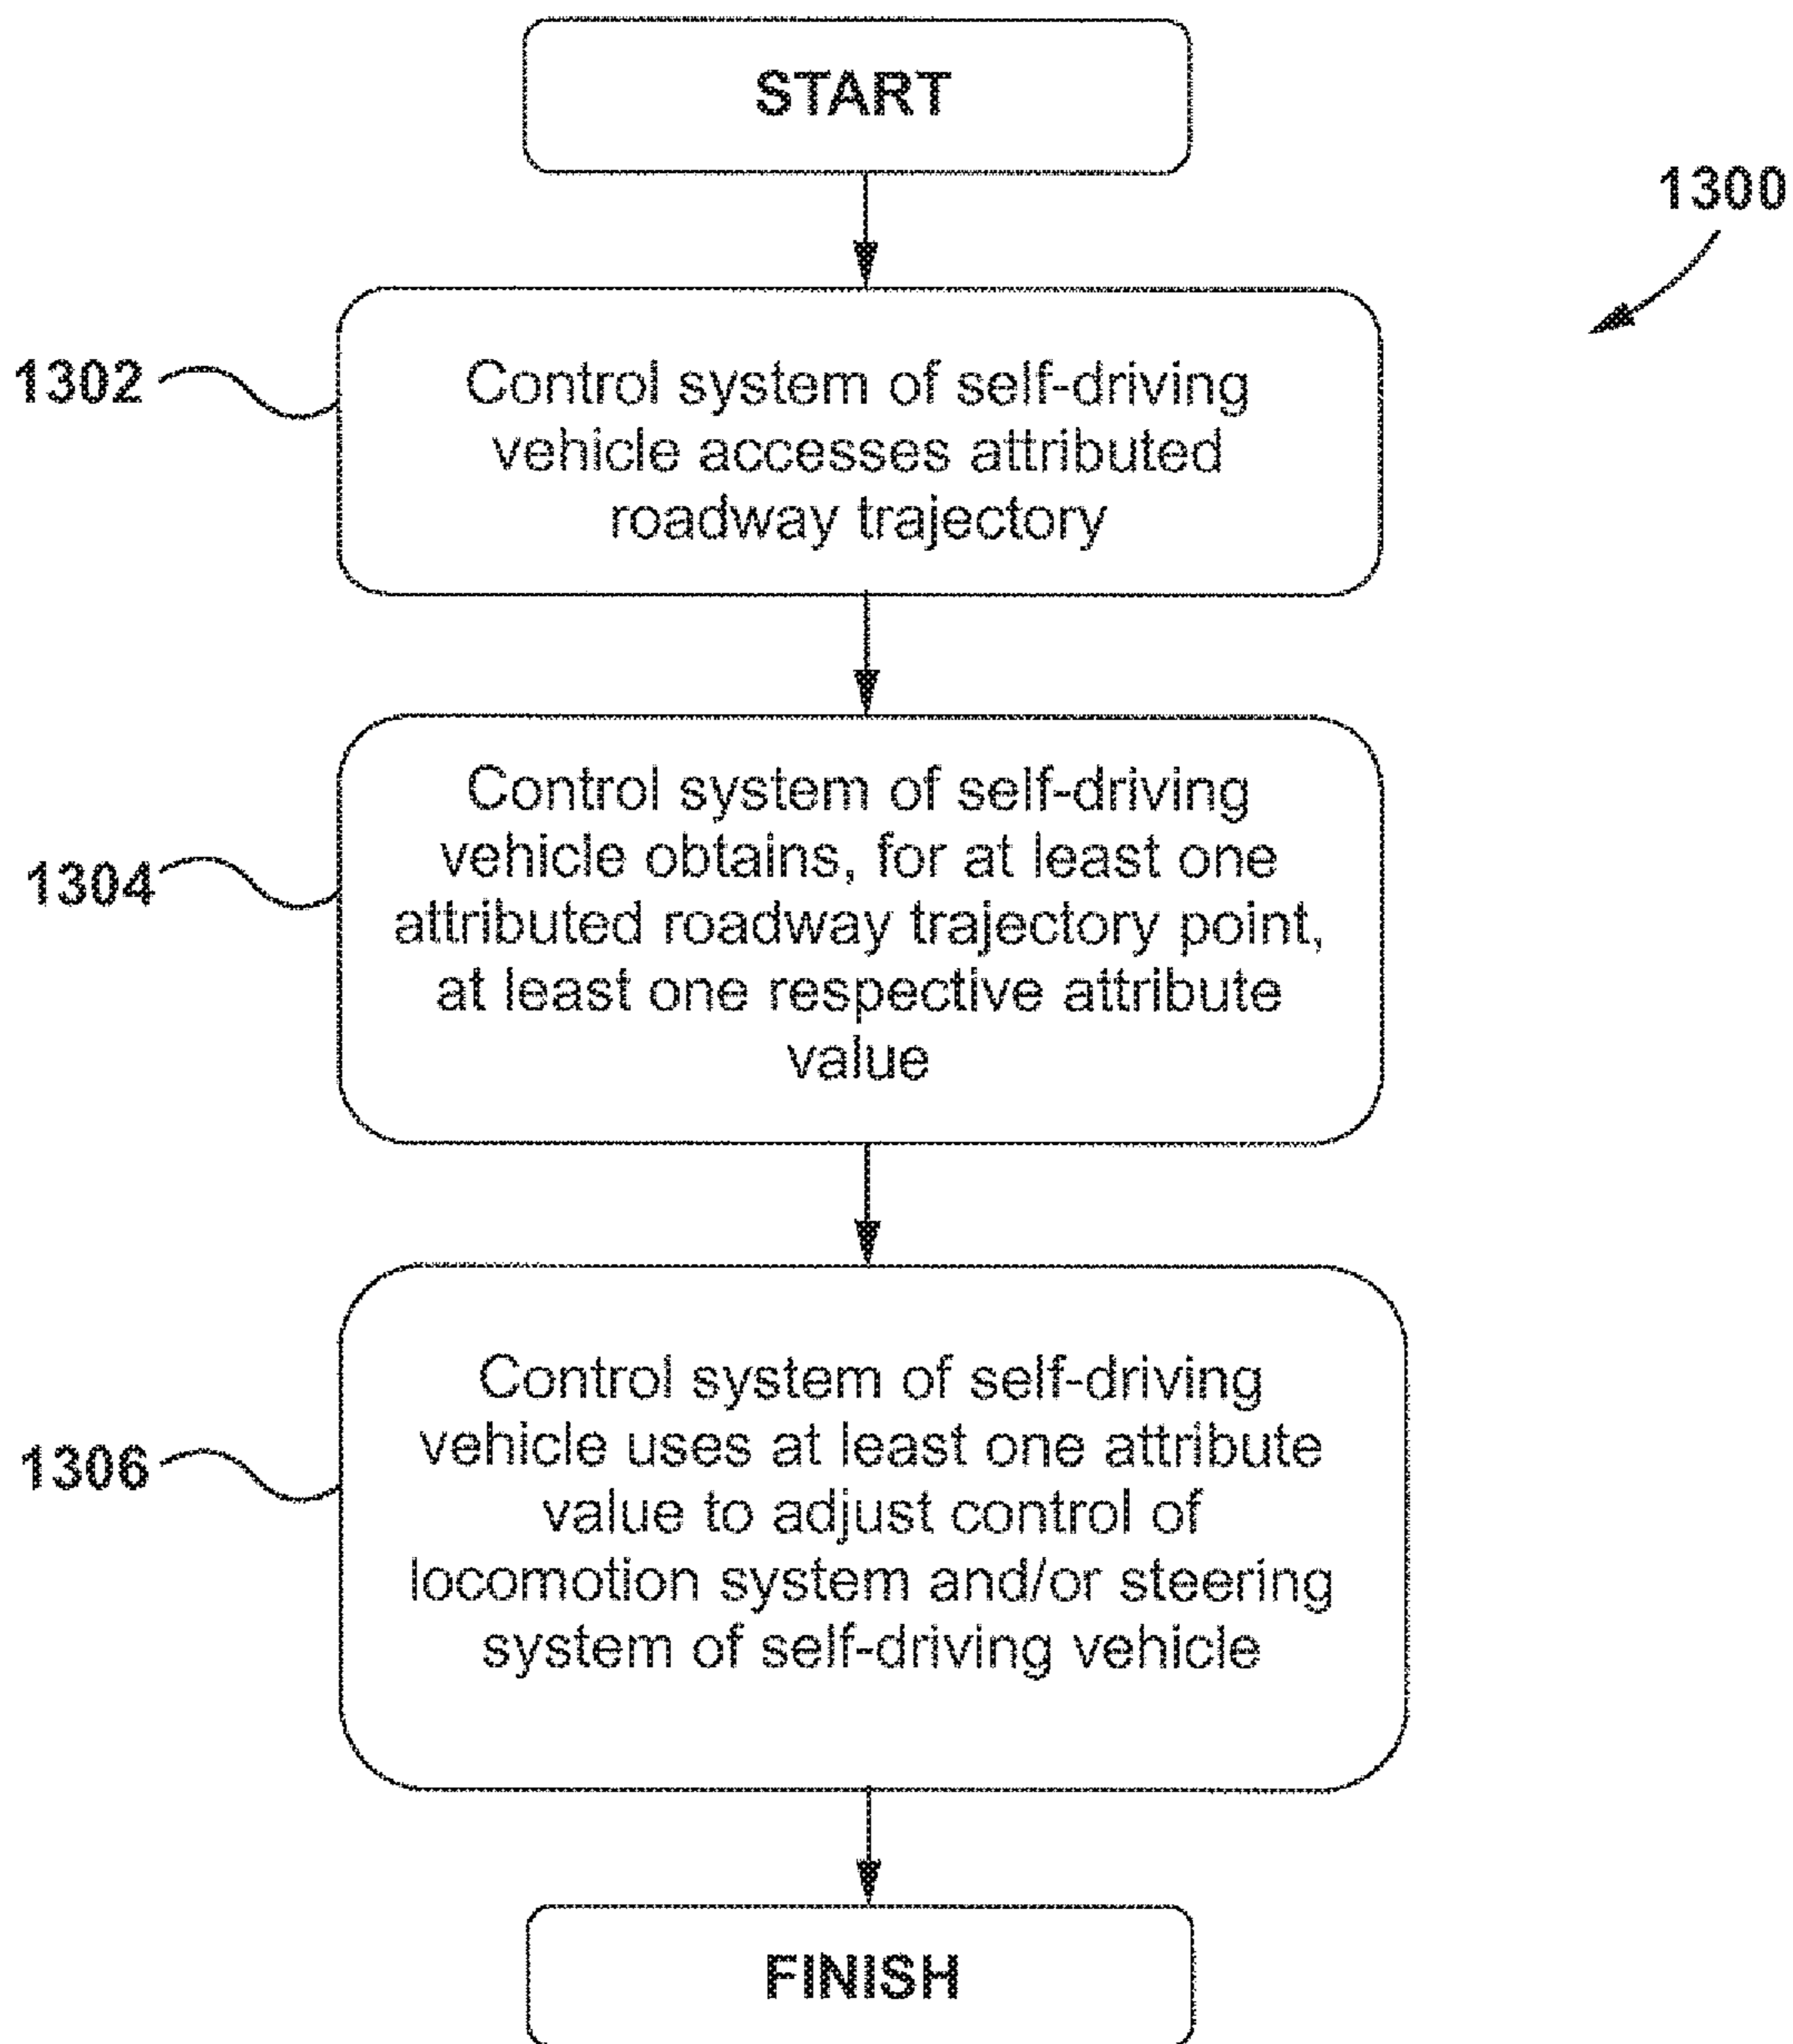 START
1300
1302
Control system of self-driving
vehicle accesses attributed
roadway trajectory
1304
Control system of self-driving
vehicle obtains, for at least one
attributed roadway trajectory point,
at least one respective attribute
value
1306
Control system of self-driving
vehicle uses at least one attribute
value to adjust control of
locomotion system and/or steering
system of self-driving vehicle
FINISH